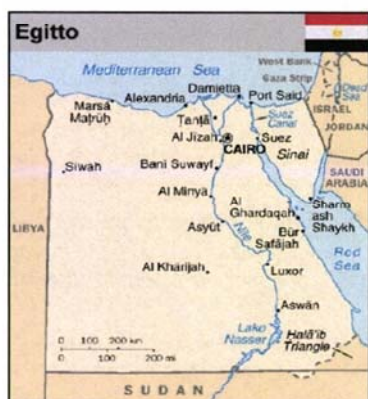 Egitto
Mediterranean Sea
West Bank
Gaza Strip
Dead
Sea
ISRAEL
JORDAN
Damietta
Port Said
Alexandria
Marsá
Maṭrūḥ
Ṭanṭā
Suez
Canal
Al Jīzah
CAIRO
Suez
Sinai
Siwah
Bani Suwayf
SAUDI
ARABIA
Al Minya
Al
Ghardaqah
Sharm
ash
Shaykh
LIBYA
Asyūt
Nile
Būr
Safājah
Red
Sea
Al Khārijah
Luxor
Aswān
0 100 200 km
0 100 200 mi
Lake
Nasser
Halā'ib
Triangle
SUDAN